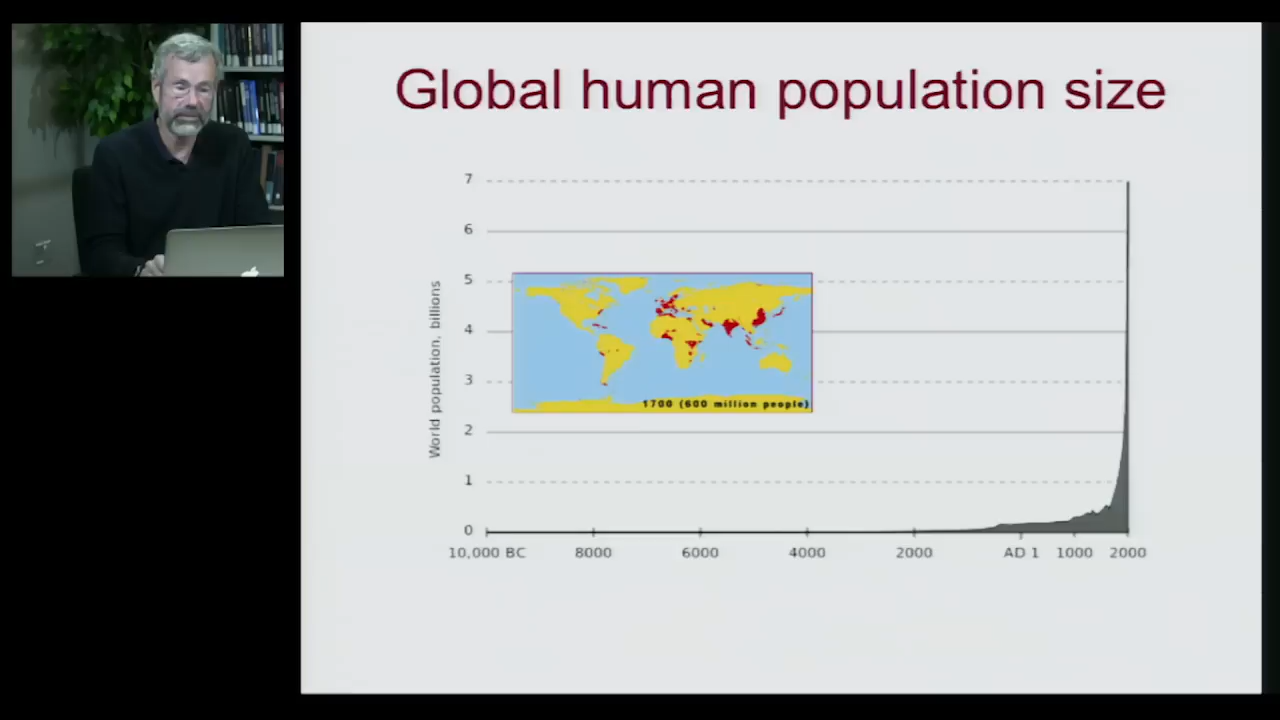 Global human population size
7
6
5
4
3
2
1
0
World population, billions
1700 (600 million people)
10,000 BC 8000 6000 4000 2000 AD 1 1000 2000